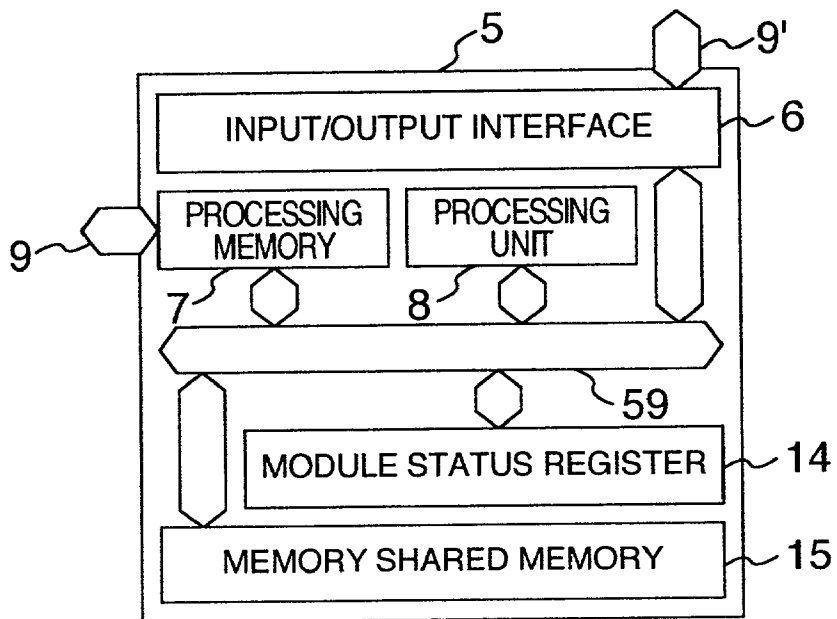 5
9'
INPUT/OUTPUT INTERFACE
6
PROCESSING
MEMORY
PROCESSING
UNIT
9
7
8
59
MODULE STATUS REGISTER
14
MEMORY SHARED MEMORY
15